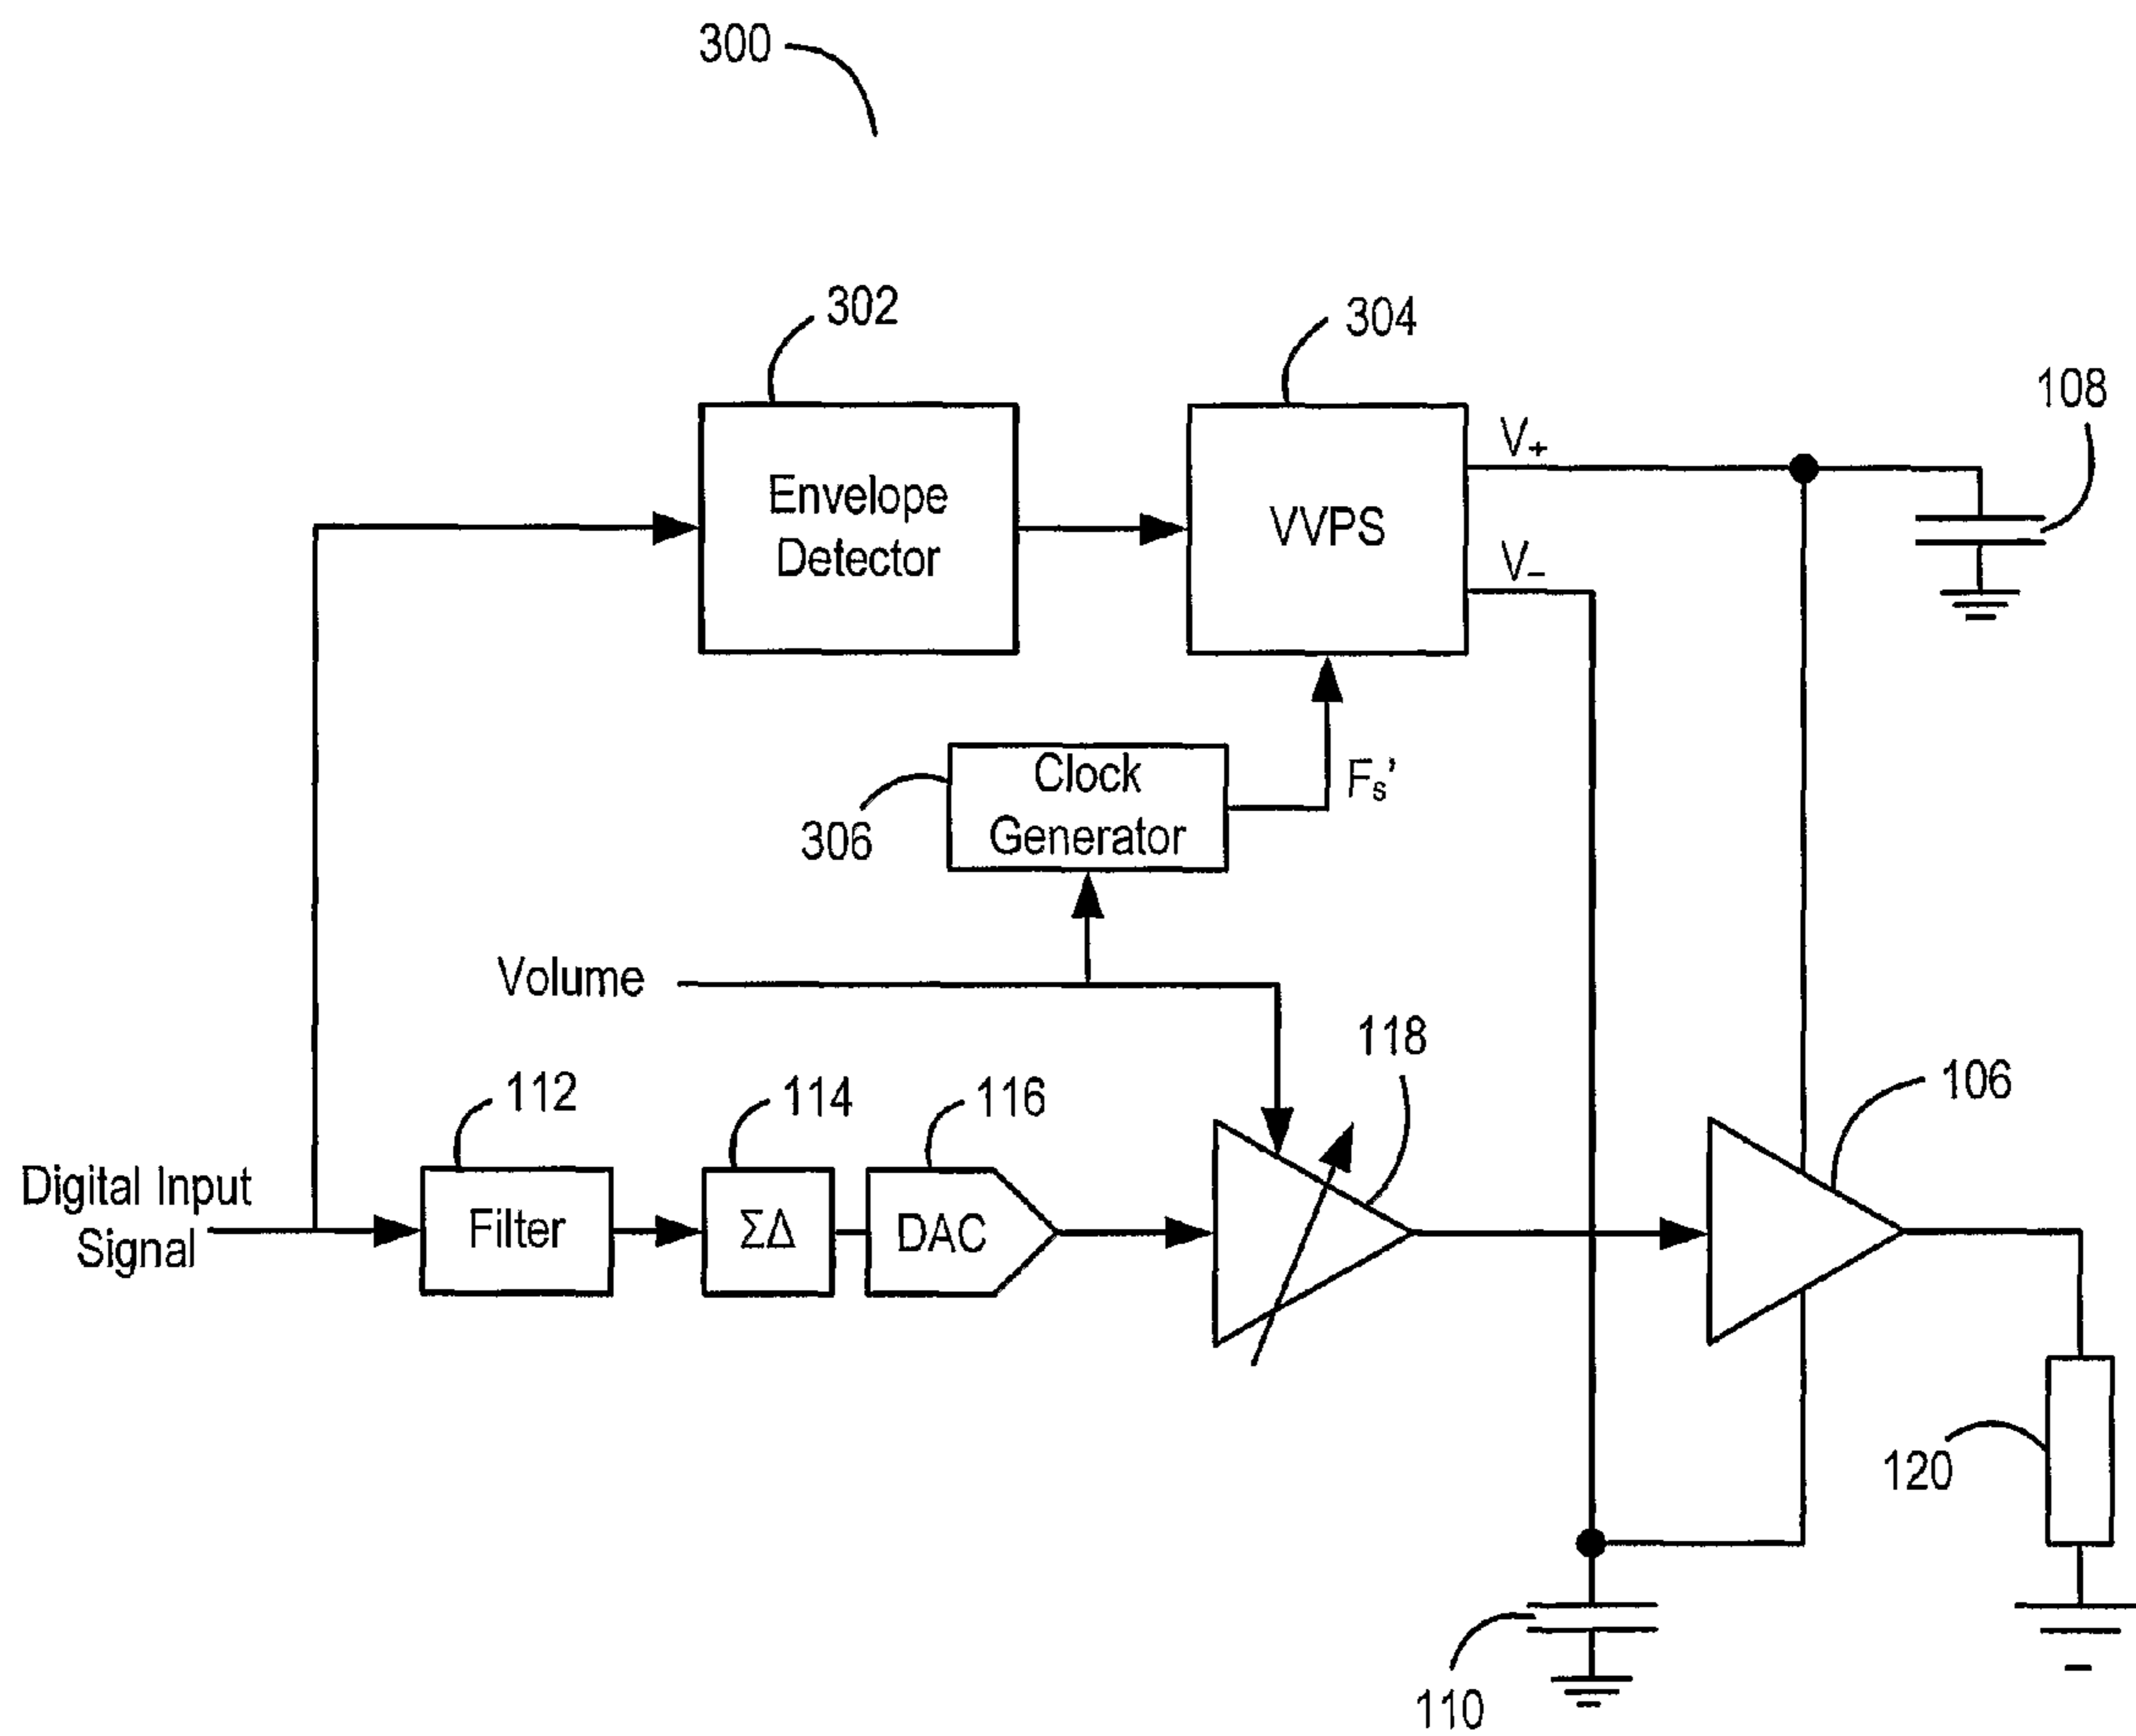 300
302
304
108
V+
Envelope
Detector
VVPS
V−
Clock
Generator
Fs’
306
Volume
118
112
114
116
106
Digital Input
Signal
Filter
ΣΔ
DAC
120
110